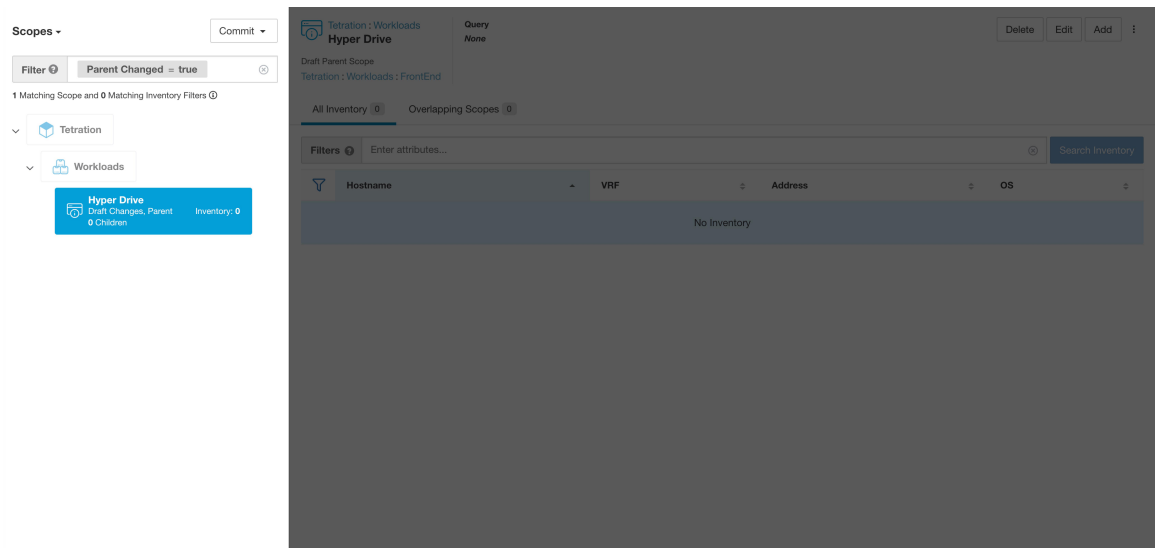 Scopes
Commit
Filter Parent Changed = true
1 Matching Scope and 0 Matching Inventory Filters
Tetration
Workloads
Hyper Drive
Draft Changes, Parent Inventory: 0
0 Children
Tetration : Workloads
Hyper Drive
Query
None
Delete Edit Add
Draft Parent Scope
Tetration : Workloads : FrontEnd
All Inventory 0 Overlapping Scopes 0
Filters Enter attributes... Search Inventory
Hostname VRF Address OS
No Inventory